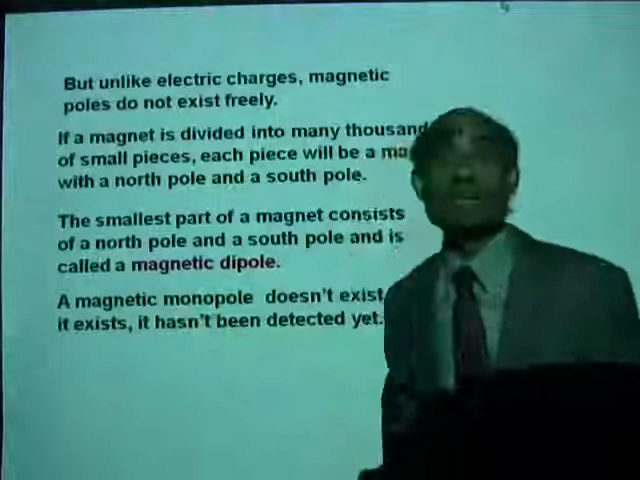 But unlike electric charges, magnetic
poles do not exist freely.
If a magnet is divided into many thousand
of small pieces, each piece will be a
with a north pole and a south pole.
The smallest part of a magnet consists
of a north pole and a south pole and is
called a magnetic dipole.
A magnetic monopole doesn't exist
it exists, it hasn't been detected yet.